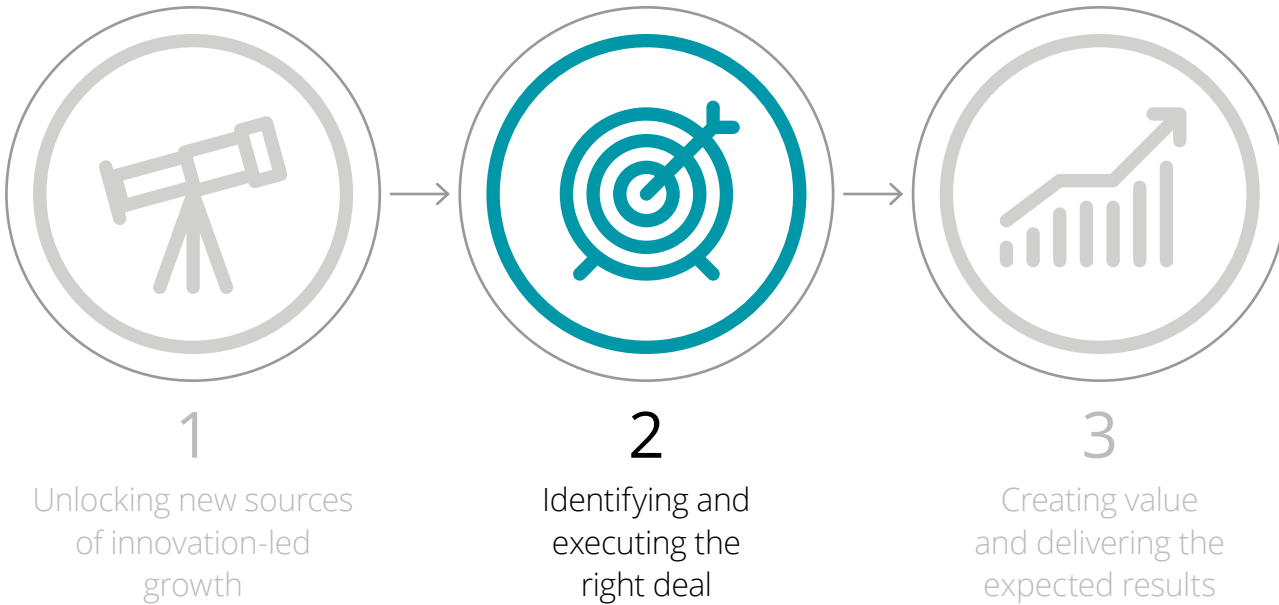 1
Unlocking new sources
of innovation-led
growth
2
Identifying and
executing the
right deal
3
Creating value
and delivering the
expected results